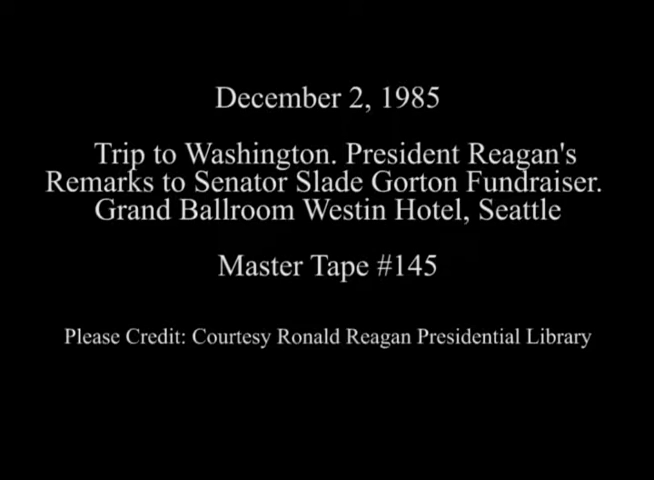 December 2, 1985
Trip to Washington. President Reagan's
Remarks to Senator Slade Gorton Fundraiser.
Grand Ballroom Westin Hotel, Seattle
Master Tape #145
Please Credit: Courtesy Ronald Reagan Presidential Library